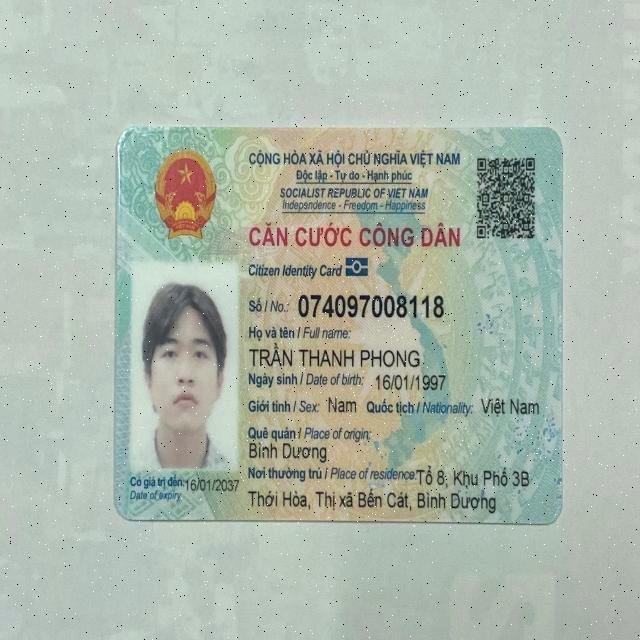 CỘNG HÒA XÃ HỘI CHỦ NGHĨA VIỆT NAM
Độc lập - Tự do - Hạnh phúc
SOCIALIST REPUBLIC OF VIET NAM
Independence - Freedom - Happiness
CĂN CƯỚC CÔNG DÂN
Citizen Identity Card
Số / No.: 074097008118
Họ và tên / Full name:
TRẦN THANH PHONG
Ngày sinh / Date of birth: 16/01/1997
Giới tính / Sex: Nam Quốc tịch / Nationality: Việt Nam
Quê quán / Place of origin:
Bình Dương
Nơi thường trú / Place of residence: Tổ 8, Khu Phố 3B
Thới Hòa, Thị xã Bến Cát, Bình Dương
Có giá trị đến: 16/01/2037
Date of expiry